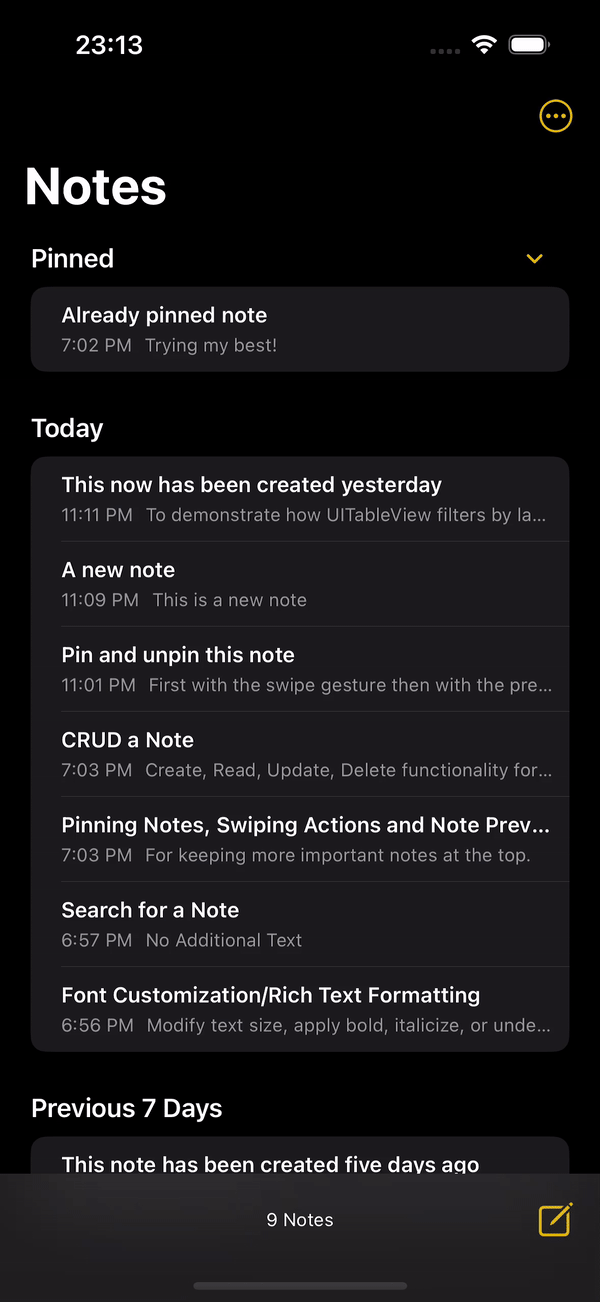 23:13
Notes
Pinned
Already pinned note
7:02 PM Trying my best!
Today
This now has been created yesterday
11:11 PM To demonstrate how UITableView filters by la...
A new note
11:09 PM This is a new note
Pin and unpin this note
11:01 PM First with the swipe gesture then with the pre...
CRUD a Note
7:03 PM Create, Read, Update, Delete functionality for...
Pinning Notes, Swiping Actions and Note Prev...
7:03 PM For keeping more important notes at the top.
Search for a Note
6:57 PM No Additional Text
Font Customization/Rich Text Formatting
6:56 PM Modify text size, apply bold, italicize, or unde...
Previous 7 Days
This note has been created five days ago
9 Notes